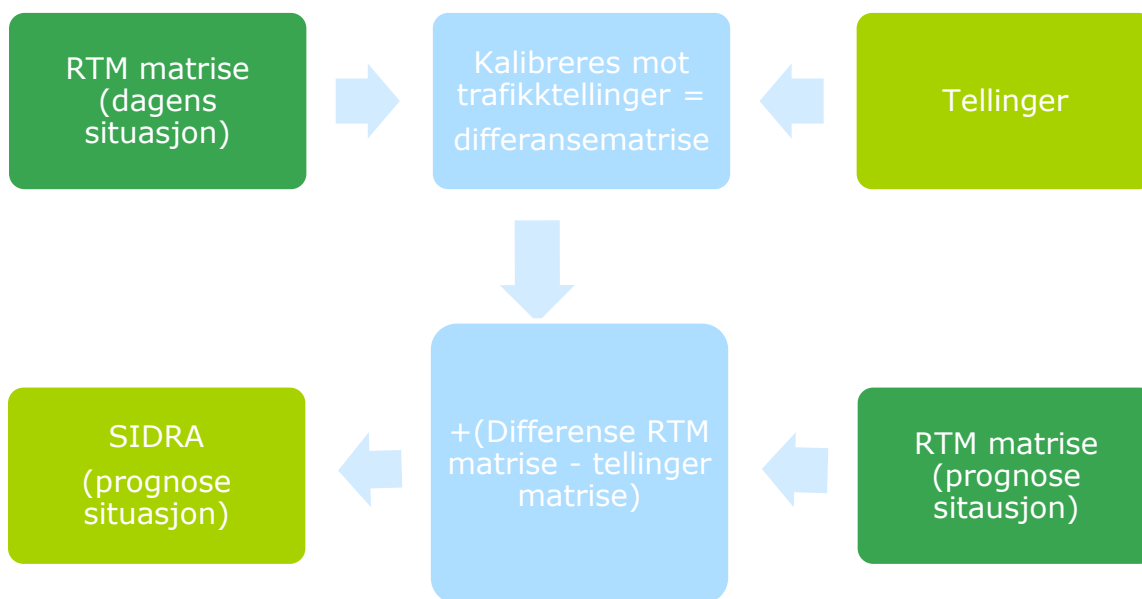 RTM matrise
(dagens
situasjon)
Kalibreres mot
trafikktellinger =
differansematrise
Tellinger
SIDRA
(prognose
situasjon)
+(Differense RTM
matrise - tellinger
matrise)
RTM matrise
(prognose
sitausjon)